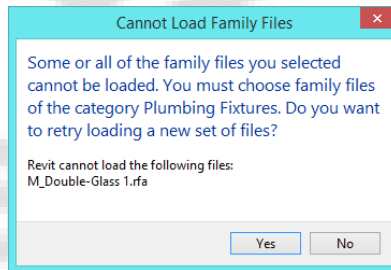 Cannot Load Family Files
Some or all of the family files you selected
cannot be loaded. You must choose family files
of the category Plumbing Fixtures. Do you want
to retry loading a new set of files?
Revit cannot load the following files:
M_Double-Glass 1.rfa
Yes
No